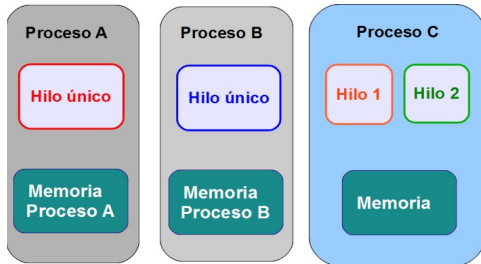 Proceso A
Hilo único
Memoria
Proceso A
Proceso B
Hilo único
Memoria
Proceso B
Proceso C
Hilo 1
Hilo 2
Memoria